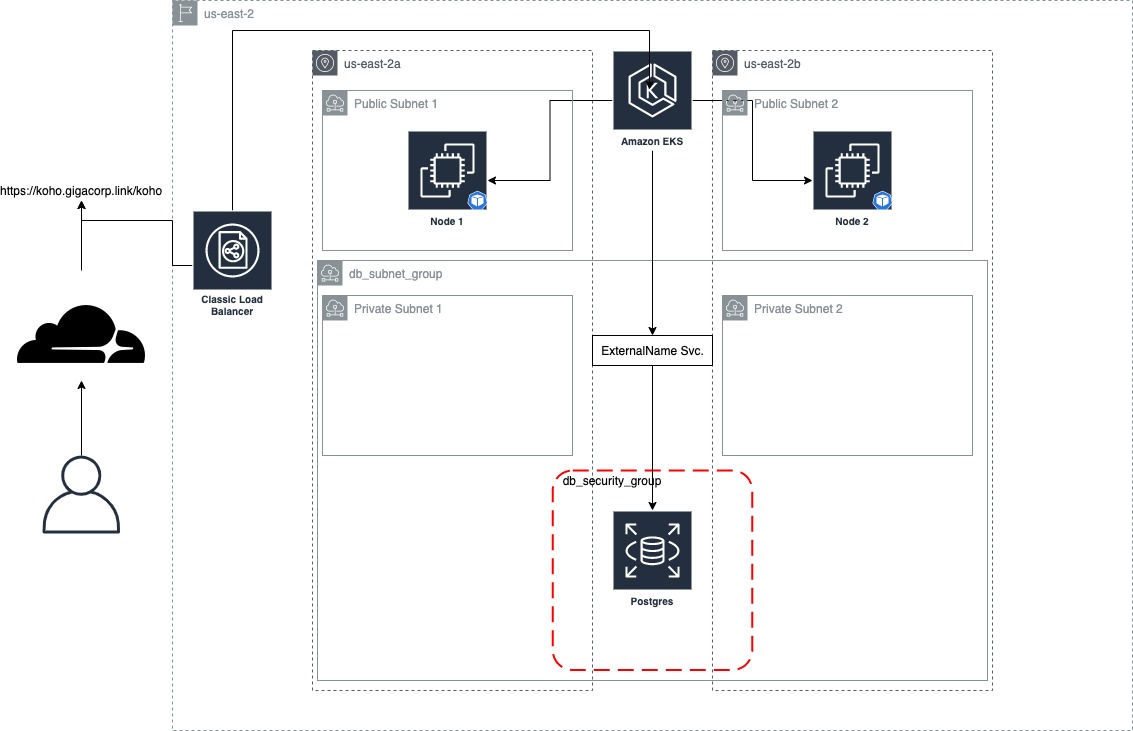 us-east-2
us-east-2a
us-east-2b
Public Subnet 1
Public Subnet 2
Amazon EKS
Node 1
Node 2
https://koho.gigacorp.link/koho
Classic Load
Balancer
db_subnet_group
Private Subnet 1
Private Subnet 2
ExternalName Svc.
db_security_group
Postgres